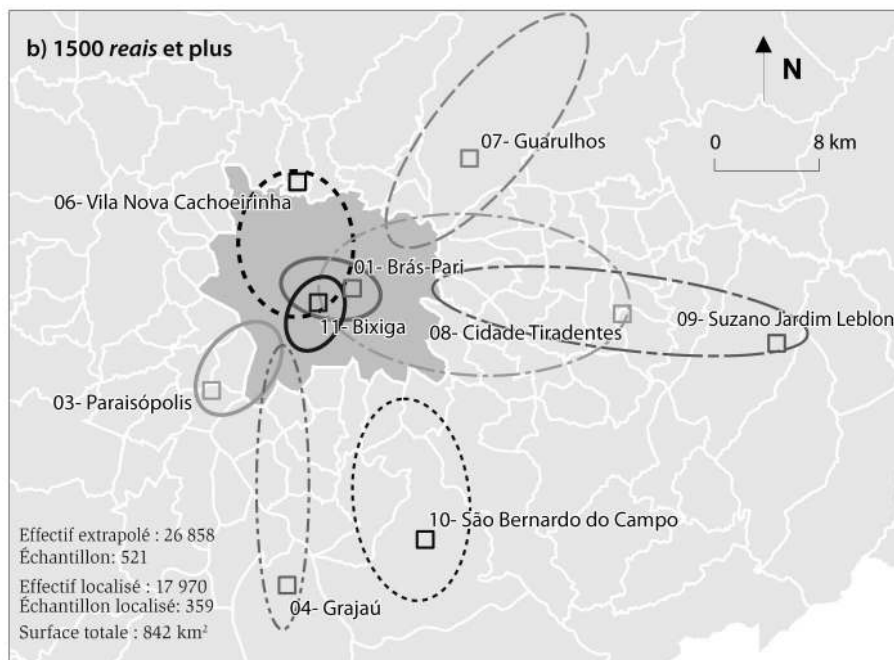 b) 1500 reais et plus
N
0 8 km
07- Guarulhos
06- Vila Nova Cachoeirinha
01- Brás-Pari
11- Bixiga
08- Cidade Tiradentes
09- Suzano Jardim Leblon
03- Paraisópolis
10- São Bernardo do Campo
04- Grajaú
Effectif extrapolé : 26 858
Échantillon: 521
Effectif localisé : 17 970
Échantillon localisé: 359
Surface totale : 842 km²